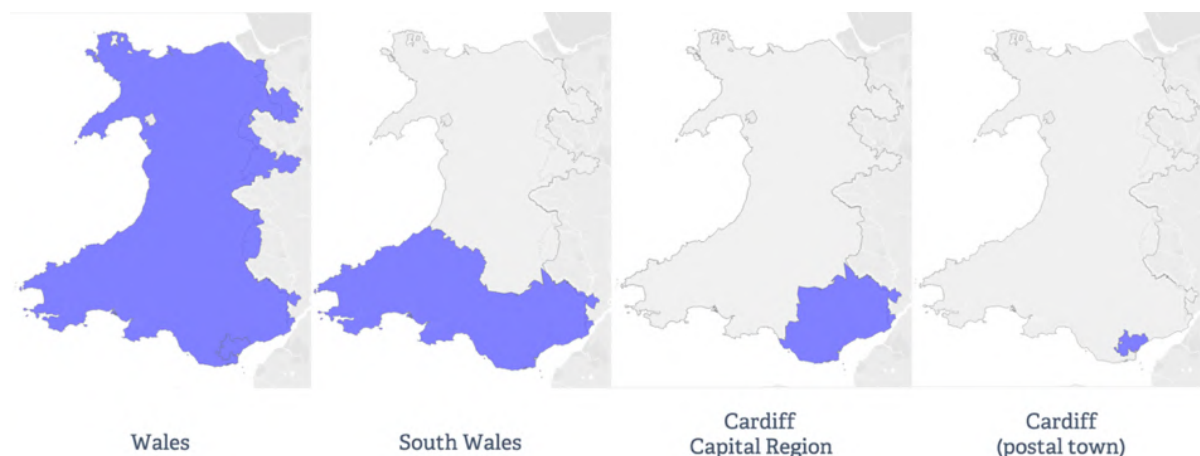 Wales
South Wales
Cardiff
Capital Region
Cardiff
(postal town)